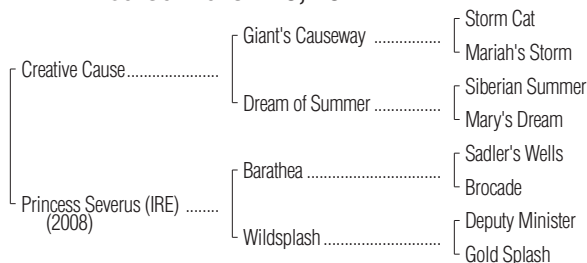 Storm Cat
Giant's Causeway ................
Mariah's Storm
Creative Cause......................
Siberian Summer
Dream of Summer ...............
Mary's Dream
Sadler's Wells
Barathea ............................
Brocade
Princess Severus (IRE) ........
(2008)
Deputy Minister
Wildsplash.........................
Gold Splash